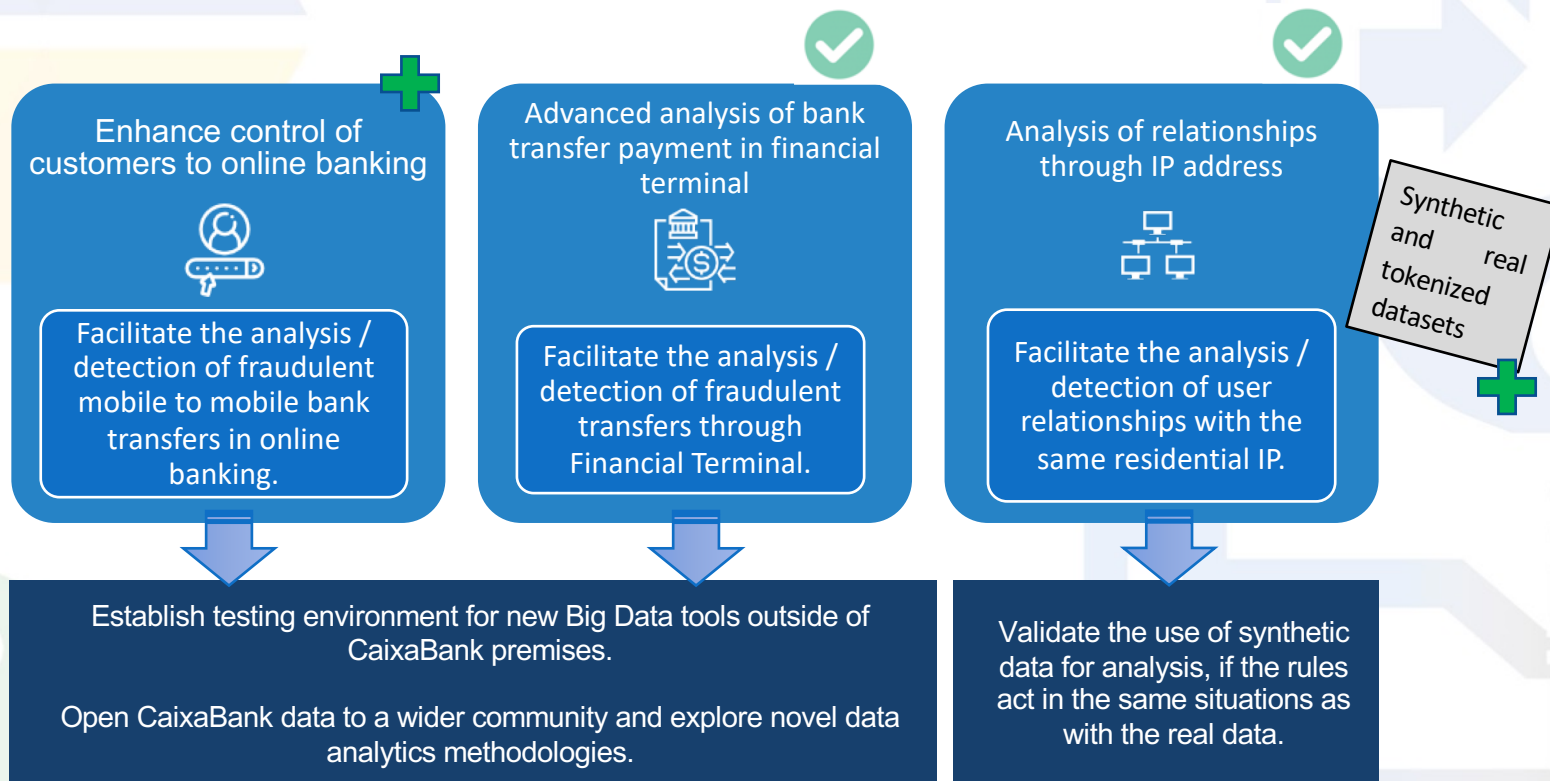 Enhance control of
customers to online banking
Facilitate the analysis /
detection of fraudulent
mobile to mobile bank
transfers in online
banking.
Advanced analysis of bank
transfer payment in financial
terminal
Facilitate the analysis /
detection of fraudulent
transfers through
Financial Terminal.
Analysis of relationships
through IP address
Facilitate the analysis /
detection of user
relationships with the
same residential IP.
Synthetic
and real
tokenized
datasets
Establish testing environment for new Big Data tools outside of
CaixaBank premises.
Open CaixaBank data to a wider community and explore novel data
analytics methodologies.
Validate the use of synthetic
data for analysis, if the rules
act in the same situations as
with the real data.